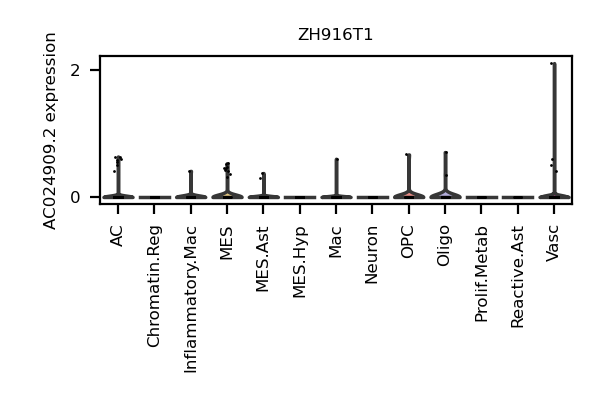 ZH916T1
AC024909.2 expression
2
0
AC
Chromatin.Reg
Inflammatory.Mac
MES
MES.Ast
MES.Hyp
Mac
Neuron
OPC
Oligo
Prolif.Metab
Reactive.Ast
Vasc